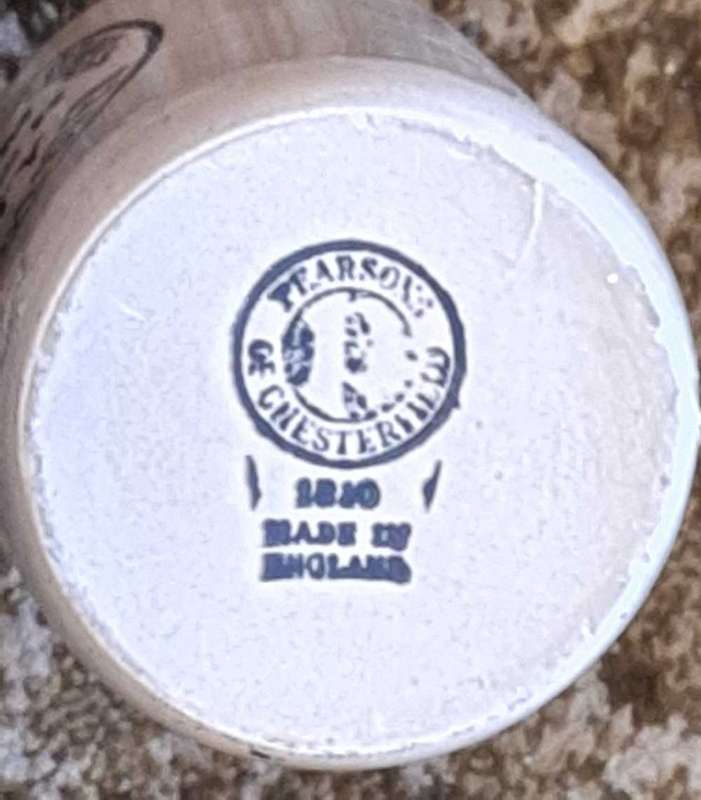 PEARSONS
OF CHESTERFIELD
1810
MADE IN
ENGLAND